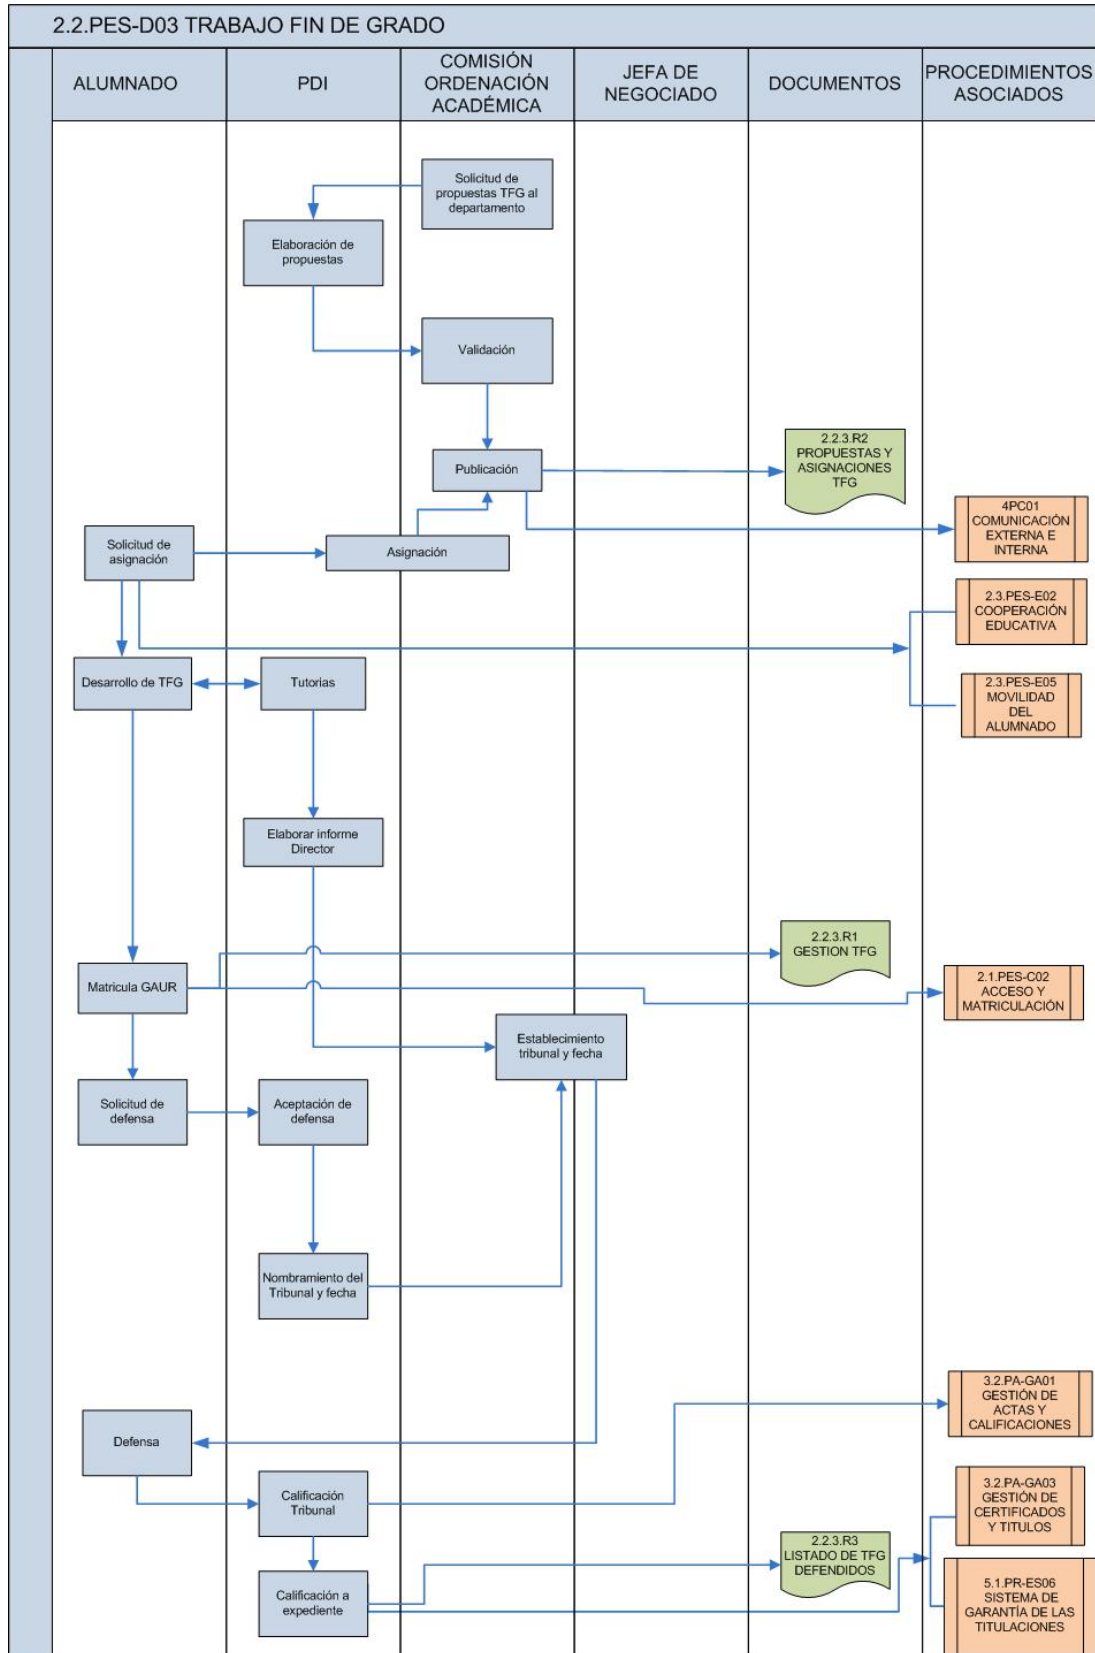 2.2.PES-D03 TRABAJO FIN DE GRADO
ALUMNADO
PDI
COMISIÓN
ORDENACIÓN
ACADÉMICA
JEFA DE
NEGOCIADO
DOCUMENTOS
PROCEDIMIENTOS
ASOCIADOS
Solicitud de
propuestas TFG al
departamento
Elaboración de
propuestas
Validación
Publicación
2.2.3.R2
PROPUESTAS Y
ASIGNACIONES
TFG
4PC01
COMUNICACIÓN
EXTERNA E
INTERNA
Solicitud de
asignación
Asignación
2.3.PES-E02
COOPERACIÓN
EDUCATIVA
Desarrollo de TFG
Tutorias
2.3.PES-E05
MOVILIDAD
DEL
ALUMNADO
Elaborar informe
Director
2.2.3.R1
GESTION TFG
Matricula GAUR
2.1.PES-C02
ACCESO Y
MATRICULACIÓN
Establecimiento
tribunal y fecha
Solicitud de
defensa
Aceptación de
defensa
Nombramiento del
Tribunal y fecha
3.2.PA-GA01
GESTIÓN DE
ACTAS Y
CALIFICACIONES
Defensa
Calificación
Tribunal
3.2.PA-GA03
GESTIÓN DE
CERTIFICADOS
Y TITULOS
2.2.3.R3
LISTADO DE TFG
DEFENDIDOS
Calificación a
expediente
5.1.PR-ES06
SISTEMA DE
GARANTÍA DE LAS
TITULACIONES